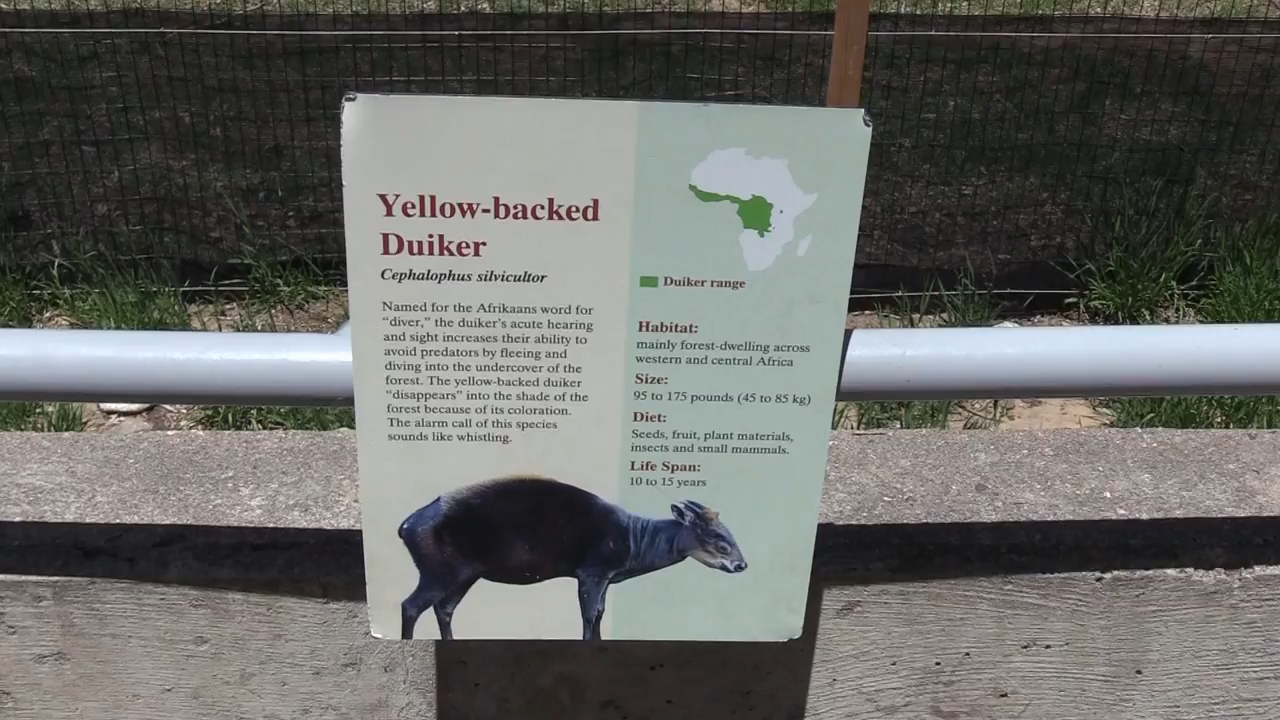 Yellow-backed
Duiker
Cephalophus silvicultor
Named for the Afrikaans word for
“diver,” the duiker’s acute hearing
and sight increases their ability to
avoid predators by fleeing and
diving into the undercover of the
forest. The yellow-backed duiker
“disappears” into the shade of the
forest because of its coloration.
The alarm call of this species
sounds like whistling.
Duiker range
Habitat:
mainly forest-dwelling across
western and central Africa
Size:
95 to 175 pounds (45 to 85 kg)
Diet:
Seeds, fruit, plant materials,
insects and small mammals.
Life Span:
10 to 15 years